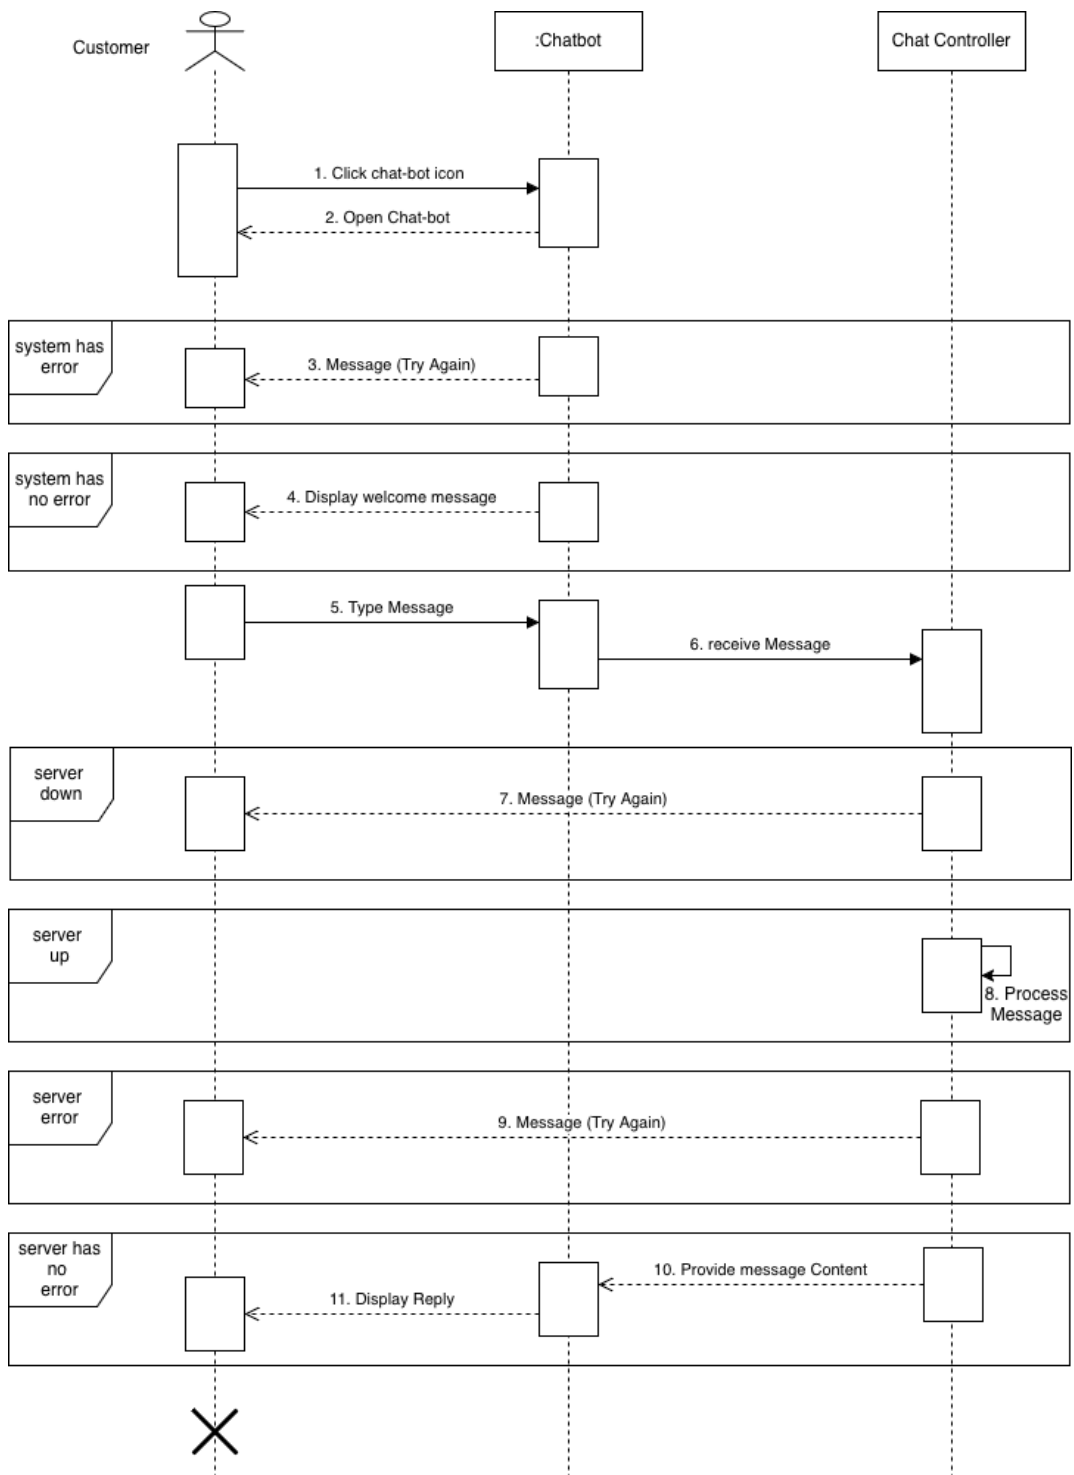 Customer
:Chatbot
Chat Controller
1. Click chat-bot icon
2. Open Chat-bot
system has
error
3. Message (Try Again)
system has
no error
4. Display welcome message
5. Type Message
6. receive Message
server
down
7. Message (Try Again)
server
up
8. Process
Message
server
error
9. Message (Try Again)
server has
no
error
10. Provide message Content
11. Display Reply